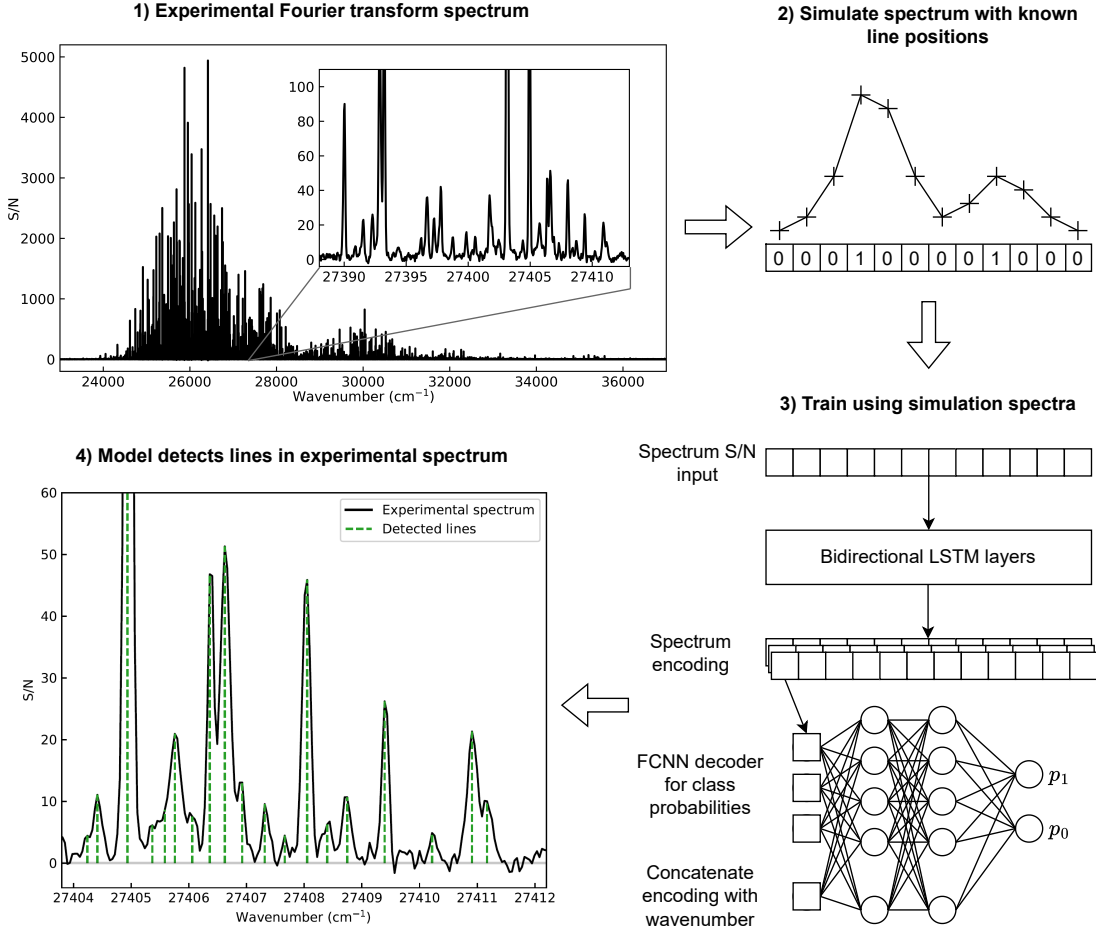 1) Experimental Fourier transform spectrum
5000
4000
3000
2000
1000
0
S/N
24000 26000 28000 30000 32000 34000 36000
Wavenumber (cm⁻¹)
100
80
60
40
20
0
27390 27395 27400 27405 27410
2) Simulate spectrum with known
line positions
0 0 0 1 0 0 0 0 1 0 0 0
3) Train using simulation spectra
Spectrum S/N
input
Bidirectional LSTM layers
Spectrum
encoding
FCNN decoder
for class
probabilities
Concatenate
encoding with
wavenumber
p₁
p₀
4) Model detects lines in experimental spectrum
60
50
40
30
20
10
0
S/N
Experimental spectrum
Detected lines
27404 27405 27406 27407 27408 27409 27410 27411 27412
Wavenumber (cm⁻¹)